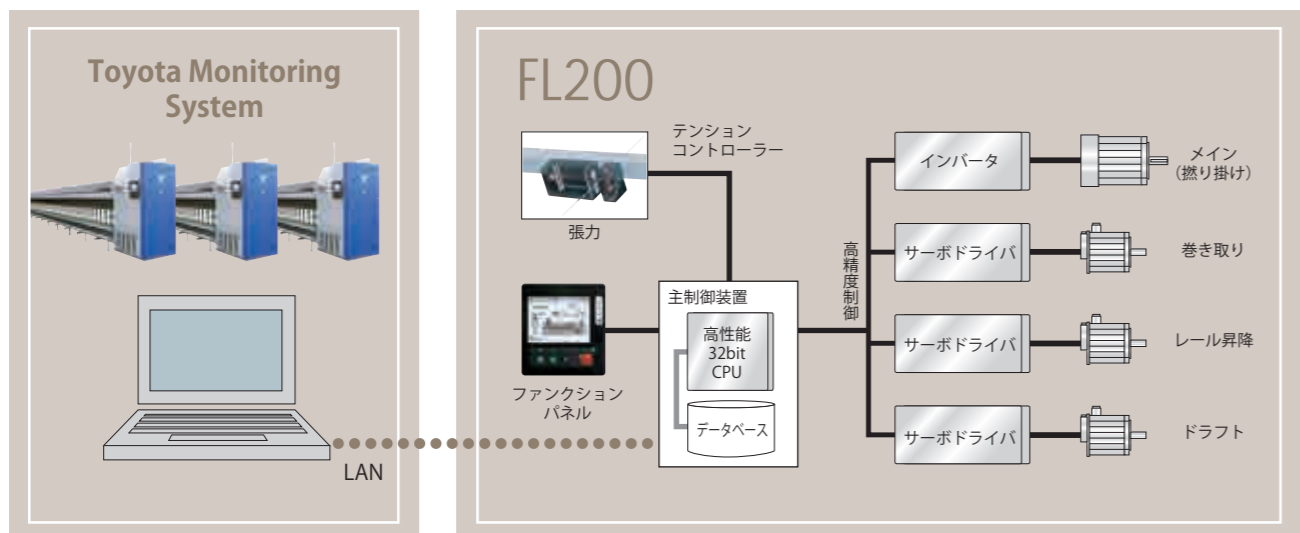 Toyota Monitoring
System
LAN
FL200
テンション
コントローラー
張力
ファンクション
パネル
主制御装置
高性能
32bit
CPU
データベース
高精度制御
インバータ
メイン
（撚り掛け）
サーボドライバ
巻き取り
サーボドライバ
レール昇降
サーボドライバ
ドラフト